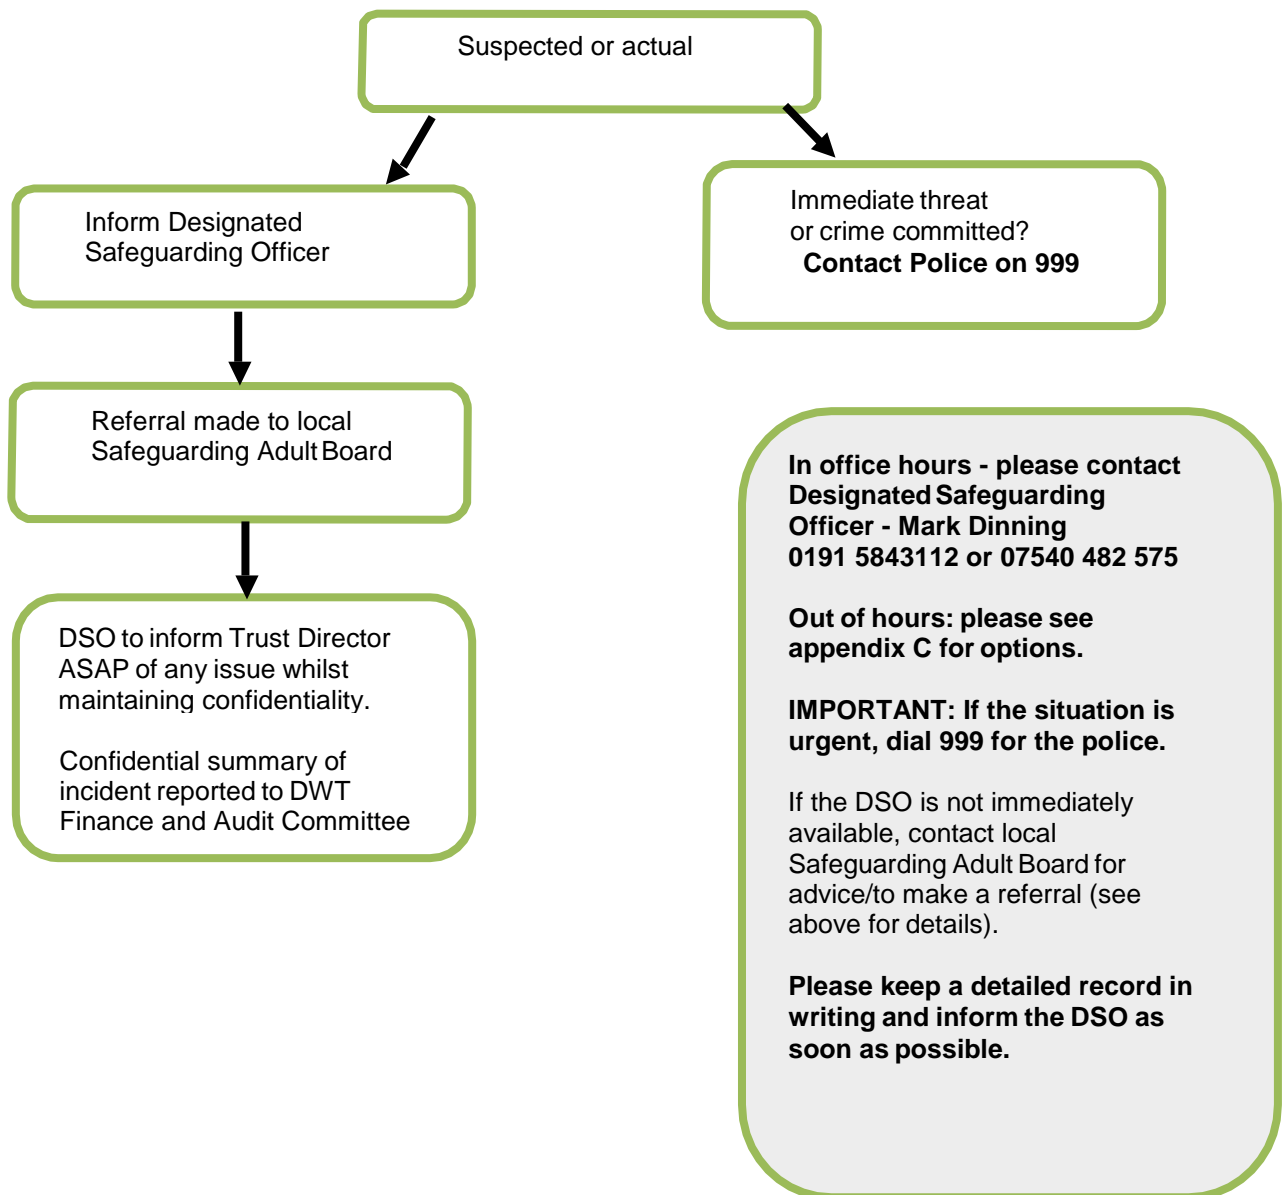 Suspected or actual
Inform Designated
Safeguarding Officer
Immediate threat
or crime committed?
Contact Police on 999
Referral made to local
Safeguarding Adult Board
DSO to inform Trust Director
ASAP of any issue whilst
maintaining confidentiality.
Confidential summary of
incident reported to DWT
Finance and Audit Committee
In office hours - please contact
Designated Safeguarding
Officer - Mark Dinning
0191 5843112 or 07540 482 575
Out of hours: please see
appendix C for options.
IMPORTANT: If the situation is
urgent, dial 999 for the police.
If the DSO is not immediately
available, contact local
Safeguarding Adult Board for
advice/to make a referral (see
above for details).
Please keep a detailed record in
writing and inform the DSO as
soon as possible.